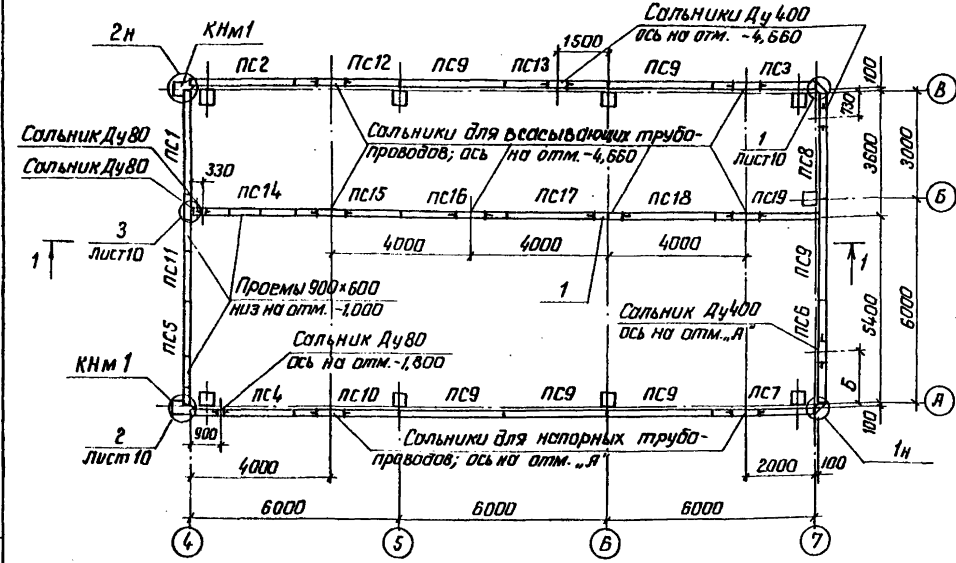 2н
КНм1
Сальники Ду 400
ось на отм. -4,660
1500
ПС2
ПС12
ПС9
ПС13
ПС9
ПС3
100
В
730
Сальник Ду80
Сальник Ду80
ПС1
330
Сальники для всасывающих трубо-
проводов; ось на отм.-4,660
1
Лист10
ПС8
3600
3000
ПС14
ПС15
ПС16
ПС17
ПС18
ПС19
Б
3
Лист10
1
ПС11
4000
4000
4000
ПС9
1
Проемы 900×600
низ на отм. -1.000
1
Сальник Ду400
ось на отм. „Я"
ПС6
5400
6000
ПС5
Сальник Ду80
ось на отм.-1,800
КНм 1
Б
ПС4
ПС10
ПС9
ПС9
ПС9
ПС7
Я
2
Лист 10
900
Сальники для напорных трубо-
проводов; ось на отм. „Я"
100
1н
4000
2000
100
6000
6000
6000
4
5
Б
7